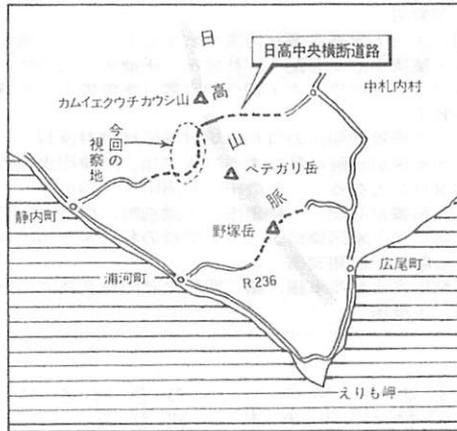 日高山脈
日高中央横断道路
カムイエクウチカウシ山
中札内村
今回の
視察地
ペテガリ岳
静内町
野塚岳
浦河町
R236
広尾町
えりも岬